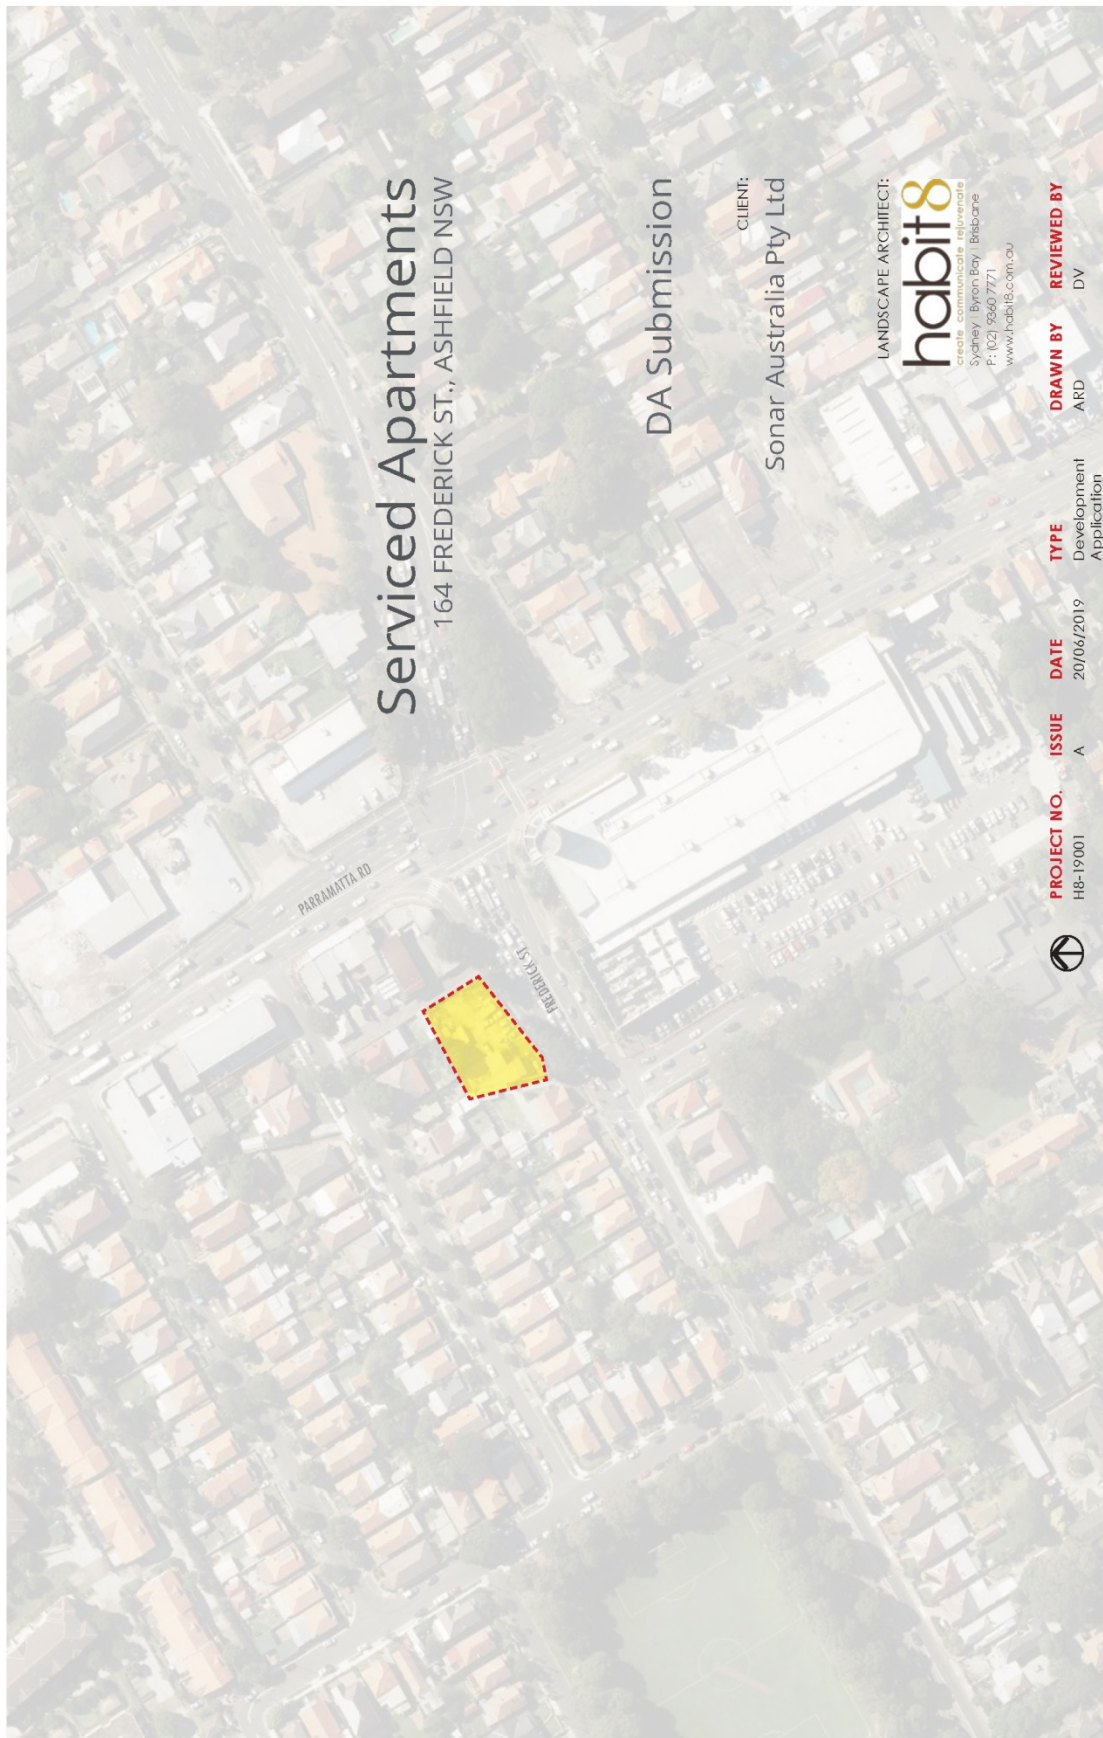 Serviced Apartments
164 FREDERICK ST., ASHFIELD NSW
DA Submission
CLIENT:
Sonar Australia Pty Ltd
LANDSCAPE ARCHITECT:
habit8
create communicate rejuvenate
Sydney | Byron Bay | Brisbane
P: (02) 9360 7771
www.habit8.com.au
PARRAMATTA RD
FREDERICK ST
PROJECT NO. ISSUE DATE TYPE DRAWN BY REVIEWED BY
H8-19001 A 20/06/2019 Development ARD DV
Application